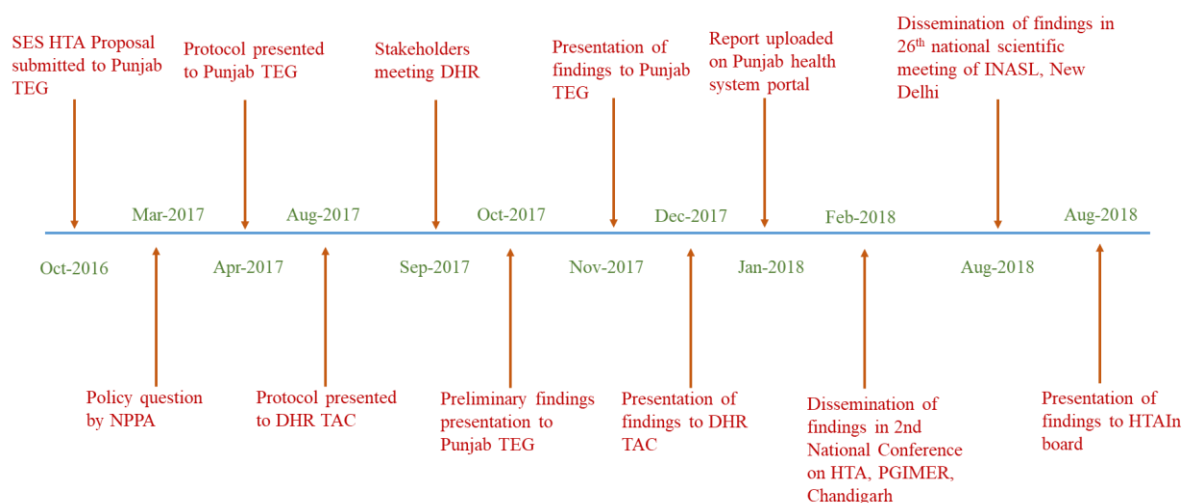 SES HTA Proposal
submitted to Punjab
TEG
Protocol presented
to Punjab TEG
Stakeholders
meeting DHR
Presentation of
findings to Punjab
TEG
Report uploaded
on Punjab health
system portal
Dissemination of findings in
26th national scientific
meeting of INASL, New
Delhi
Mar-2017
Aug-2017
Oct-2017
Dec-2017
Feb-2018
Aug-2018
Oct-2016
Apr-2017
Sep-2017
Nov-2017
Jan-2018
Aug-2018
Policy question
by NPPA
Protocol presented
to DHR TAC
Preliminary findings
presentation to
Punjab TEG
Presentation of
findings to DHR
TAC
Dissemination of
findings in 2nd
National Conference
on HTA, PGIMER,
Chandigarh
Presentation of
findings to HTAIn
board